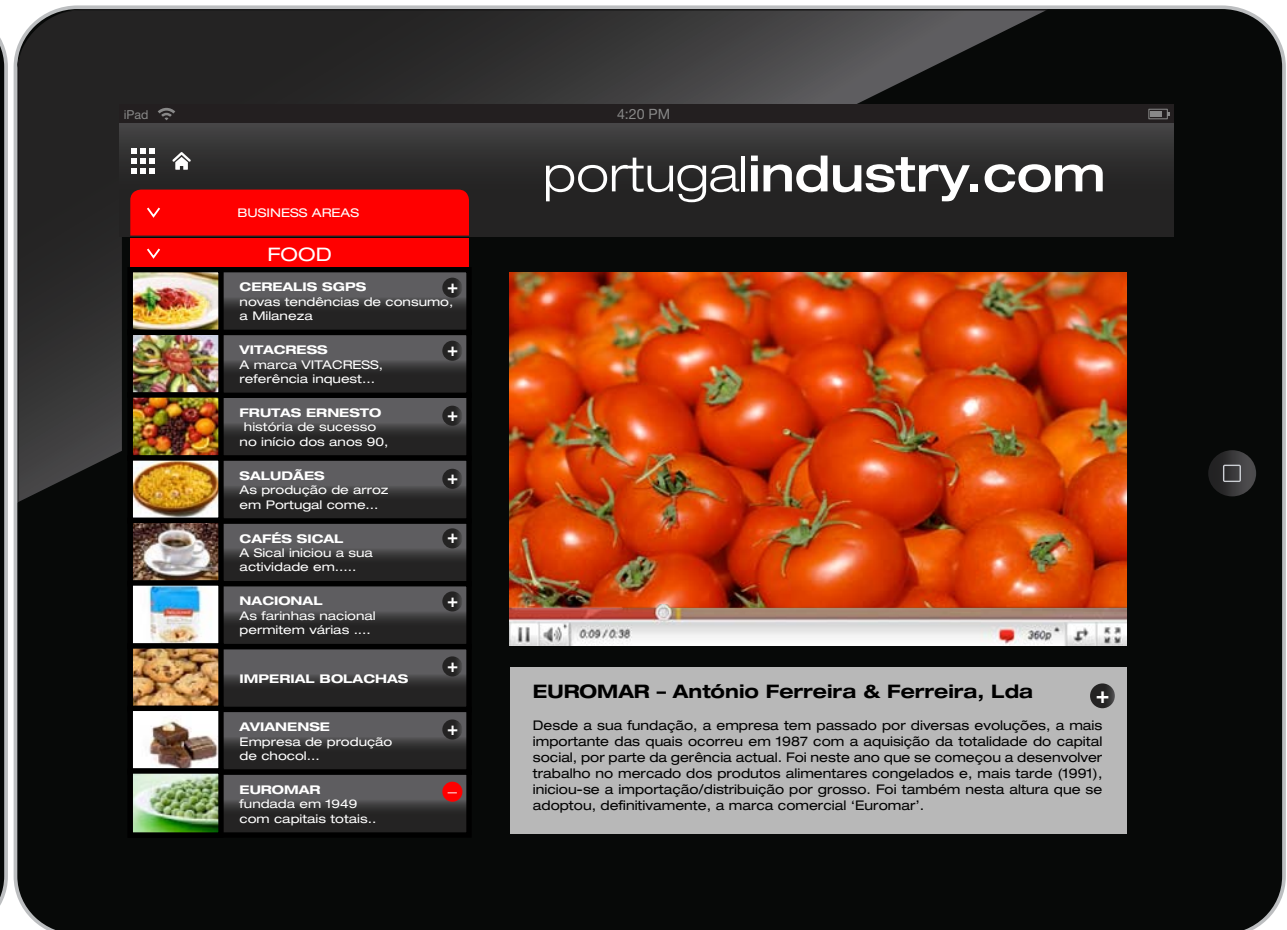 iPad 4:20 PM
portugalindustry.com
BUSINESS AREAS
FOOD
CEREALIS SGPS
novas tendências de consumo,
a Milaneza
VITACRESS
A marca VITACRESS,
referência inquest...
FRUTAS ERNESTO
história de sucesso
no início dos anos 90,
SALUDÃES
As produção de arroz
em Portugal come...
CAFÉS SICAL
A Sical iniciou a sua
actividade em.....
NACIONAL
As farinhas nacional
permitem várias ....
IMPERIAL BOLACHAS
AVIANENSE
Empresa de produção
de chocol...
EUROMAR
fundada em 1949
com capitais totais..
0:09 / 0:38
360p
EUROMAR – António Ferreira & Ferreira, Lda
Desde a sua fundação, a empresa tem passado por diversas evoluções, a mais
importante das quais ocorreu em 1987 com a aquisição da totalidade do capital
social, por parte da gerência actual. Foi neste ano que se começou a desenvolver
trabalho no mercado dos produtos alimentares congelados e, mais tarde (1991),
iniciou-se a importação/distribuição por grosso. Foi também nesta altura que se
adoptou, definitivamente, a marca comercial ‘Euromar’.